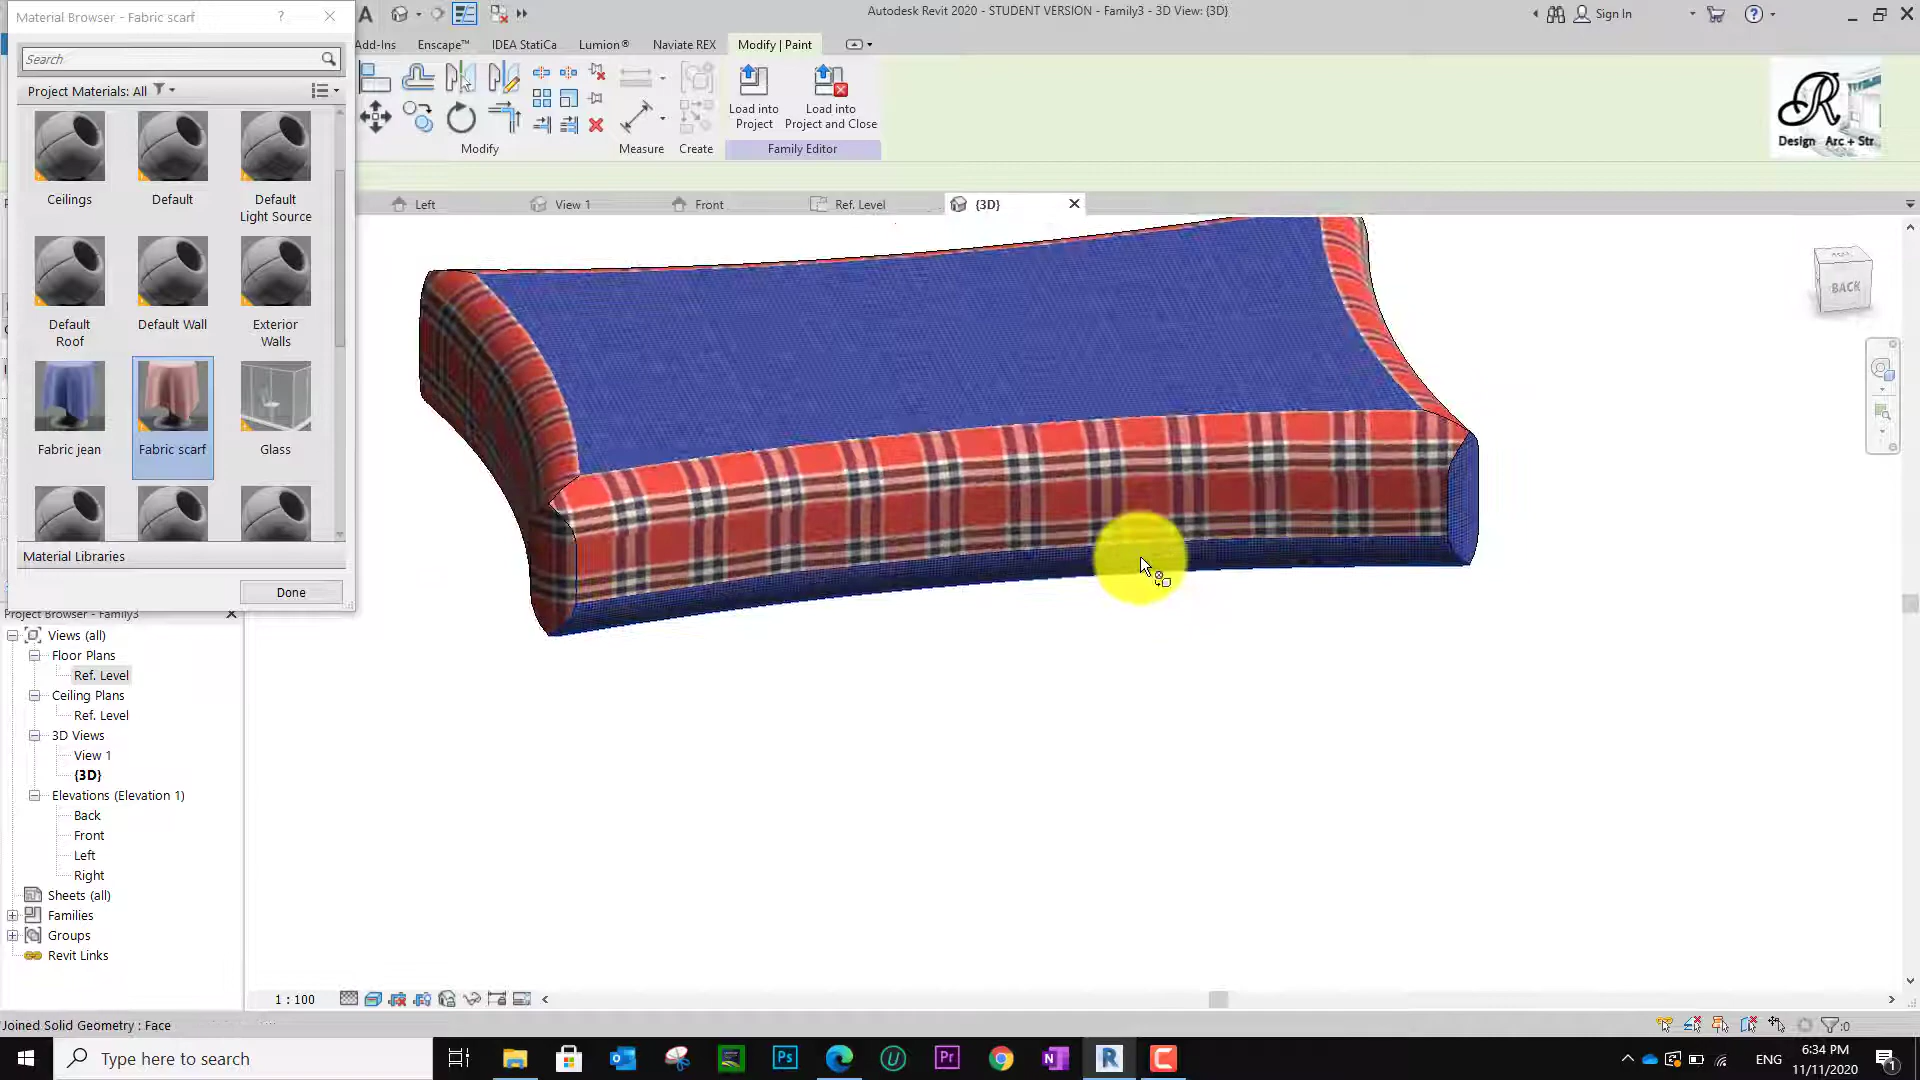 Material Browser - Fabric scarf
?
Autodesk Revit 2020 - STUDENT VERSION - Family3 - 3D View: {3D}
Sign In
Add-Ins
Enscape™
IDEA StatiCa
Lumion®
Naviate REX
Modify | Paint
Search
Project Materials: All
Load into
Project
Load into
Project and Close
Modify
Measure
Create
Family Editor
R
Design Arc + Str
Left
View 1
Front
Ref. Level
{3D}
Ceilings
Default
Default
Light Source
Default
Roof
Default Wall
Exterior
Walls
Fabric jean
Fabric scarf
Glass
Material Libraries
Done
BACK
Project Browser - Family3
Views (all)
Floor Plans
Ref. Level
Ceiling Plans
Ref. Level
3D Views
View 1
{3D}
Elevations (Elevation 1)
Back
Front
Left
Right
Sheets (all)
Families
Groups
Revit Links
1 : 100
Joined Solid Geometry : Face
:0
Type here to search
Ps
Pr
N
R
C
ENG
6:34 PM
11/11/2020
1